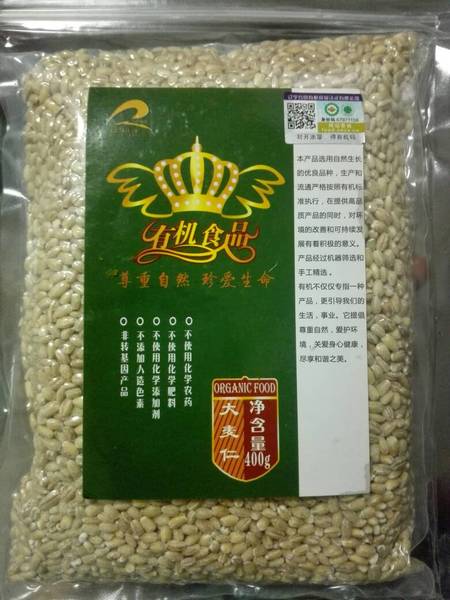 有机食品
尊重自然 珍爱生命
不使用化学农药
不使用化学肥料
不使用化学添加剂
不添加人造色素
非转基因产品
ORGANIC FOOD
净含量
400g
大麦仁
刮开涂层，得有机码
本产品选用自然生长
的优良品种，生产和
流通严格按照有机标
准执行，在提供高品
质产品的同时，对环
境的改善和可持续发
展有着积极的意义。
产品经过机器筛选和
手工精选。
有机不仅仅专指一种
产品，更引导我们的
生活，事业。它提倡
尊重自然，爱护环
境，关爱身心健康，
尽享和谐之美。